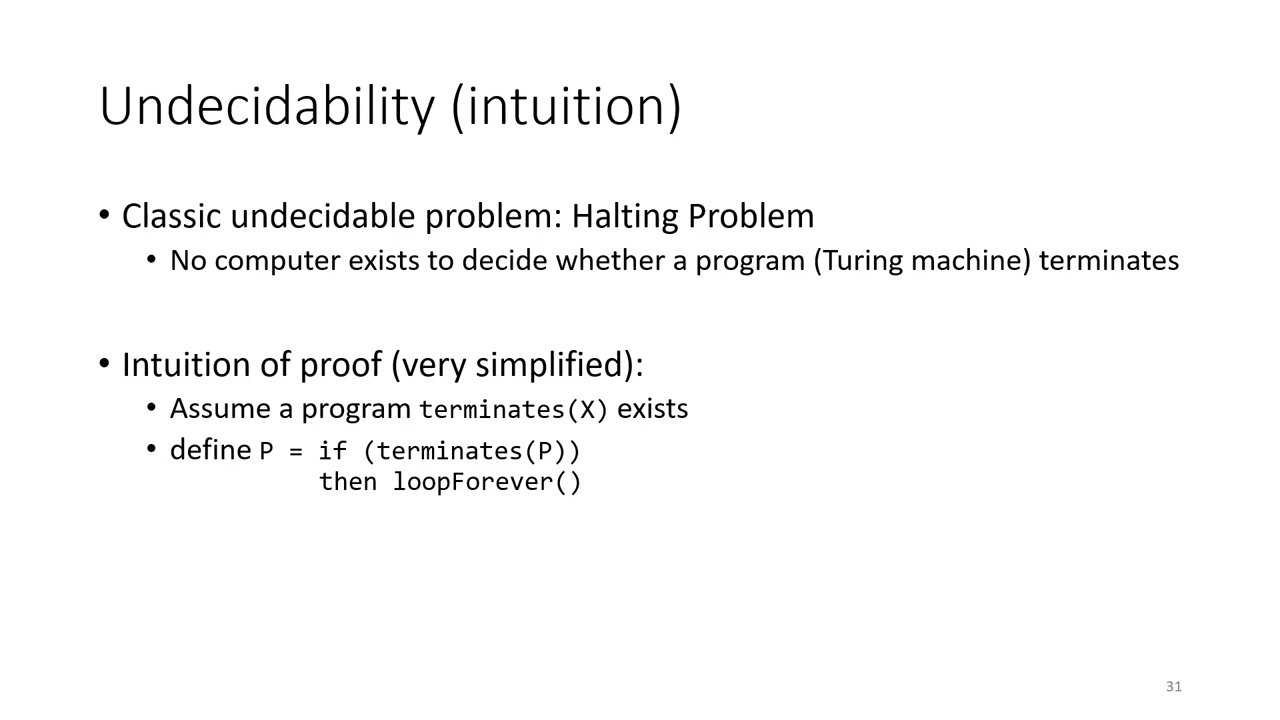 Undecidability (intuition)
• Classic undecidable problem: Halting Problem
• No computer exists to decide whether a program (Turing machine) terminates
• Intuition of proof (very simplified):
• Assume a program terminates(X) exists
• define P = if (terminates(P))
then loopForever()
31